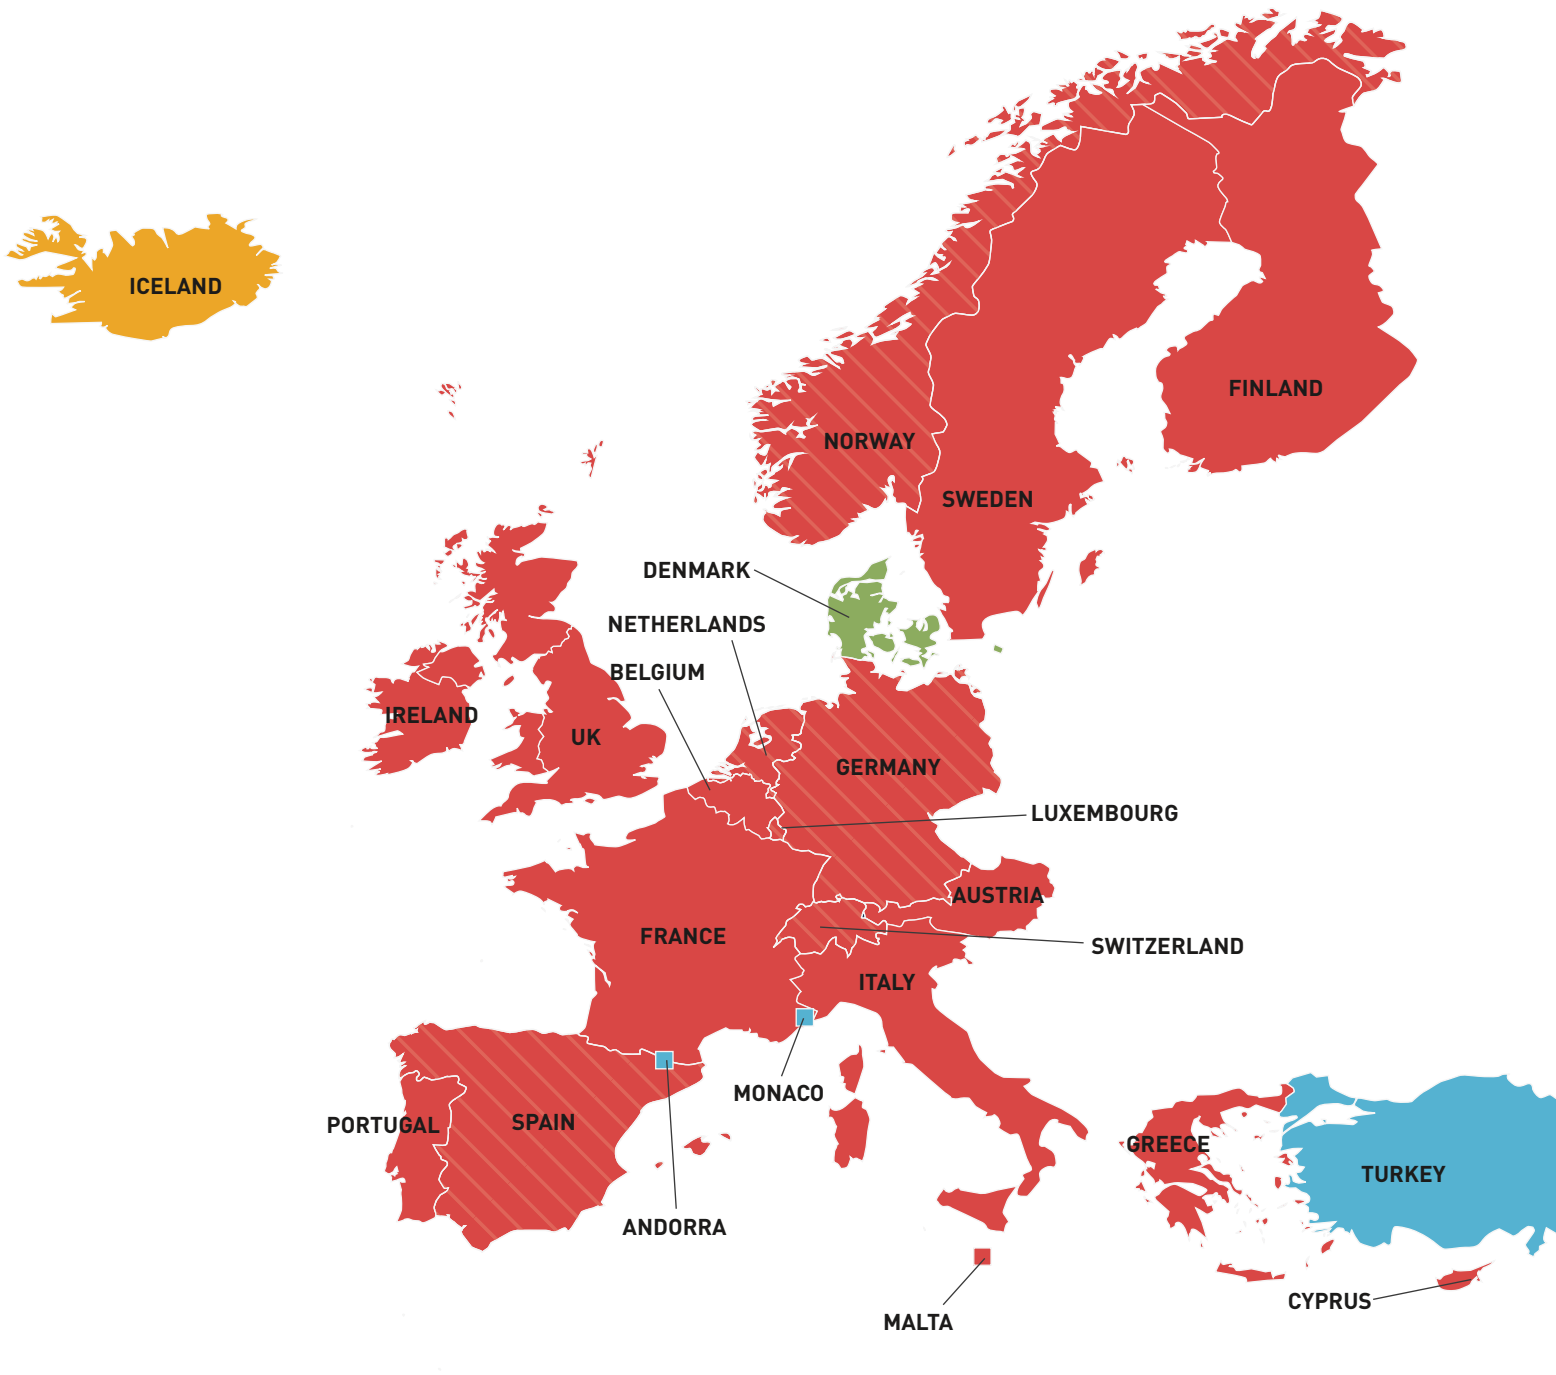 ICELAND
FINLAND
NORWAY
SWEDEN
DENMARK
NETHERLANDS
BELGIUM
IRELAND
UK
GERMANY
LUXEMBOURG
AUSTRIA
FRANCE
SWITZERLAND
ITALY
MONACO
PORTUGAL
SPAIN
GREECE
TURKEY
ANDORRA
CYPRUS
MALTA